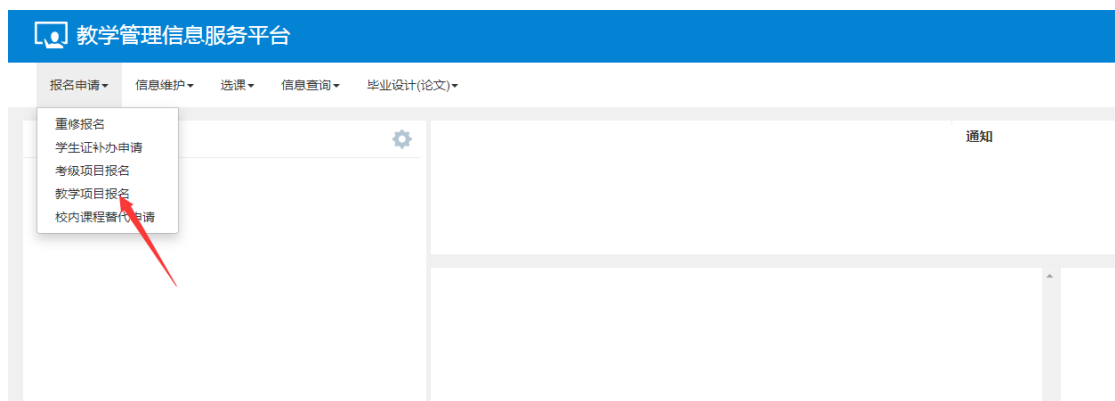 教学管理信息服务平台
报名申请 信息维护 选课 信息查询 毕业设计(论文)
重修报名
学生证补办申请
考级项目报名
教学项目报名
校内课程替代申请
通知